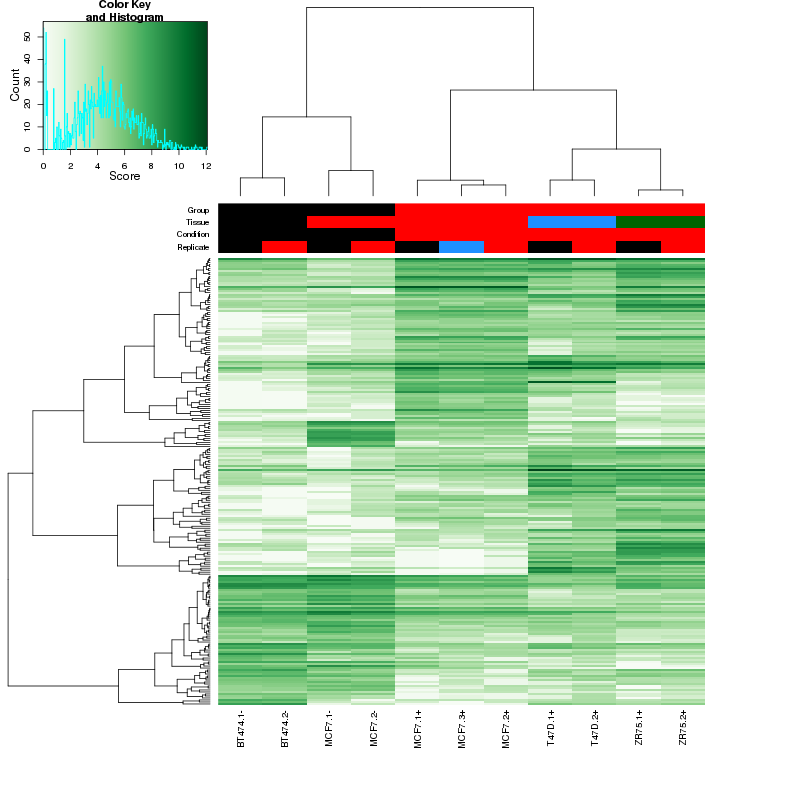 Color Key
and Histogram
Count
0 10 20 30 40 50
0 2 4 6 8 10 12
Score
Group
Tissue
Condition
Replicate
BT474.1-
BT474.2-
MCF7.1-
MCF7.2-
MCF7.1+
MCF7.3+
MCF7.2+
T47D.1+
T47D.2+
ZR75.1+
ZR75.2+